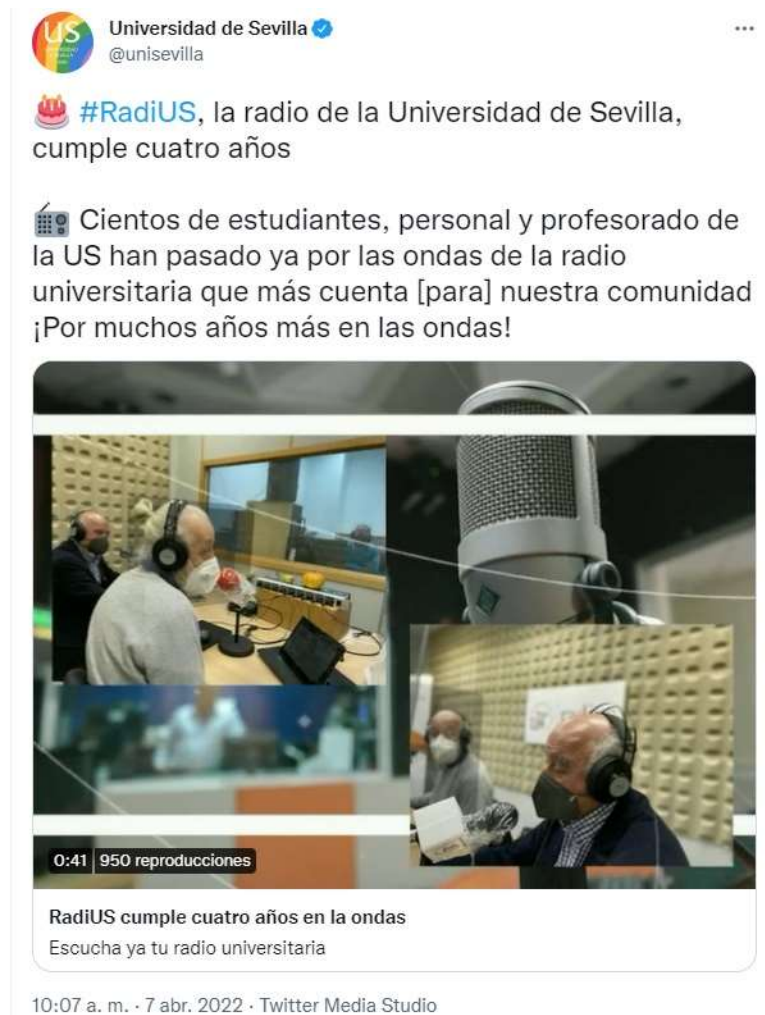 US
Universidad de Sevilla
@unisevilla
#RadiUS, la radio de la Universidad de Sevilla,
cumple cuatro años
Cientos de estudiantes, personal y profesorado de
la US han pasado ya por las ondas de la radio
universitaria que más cuenta [para] nuestra comunidad
¡Por muchos años más en las ondas!
0:41 950 reproducciones
RadiUS cumple cuatro años en la ondas
Escucha ya tu radio universitaria
10:07 a. m. · 7 abr. 2022 · Twitter Media Studio